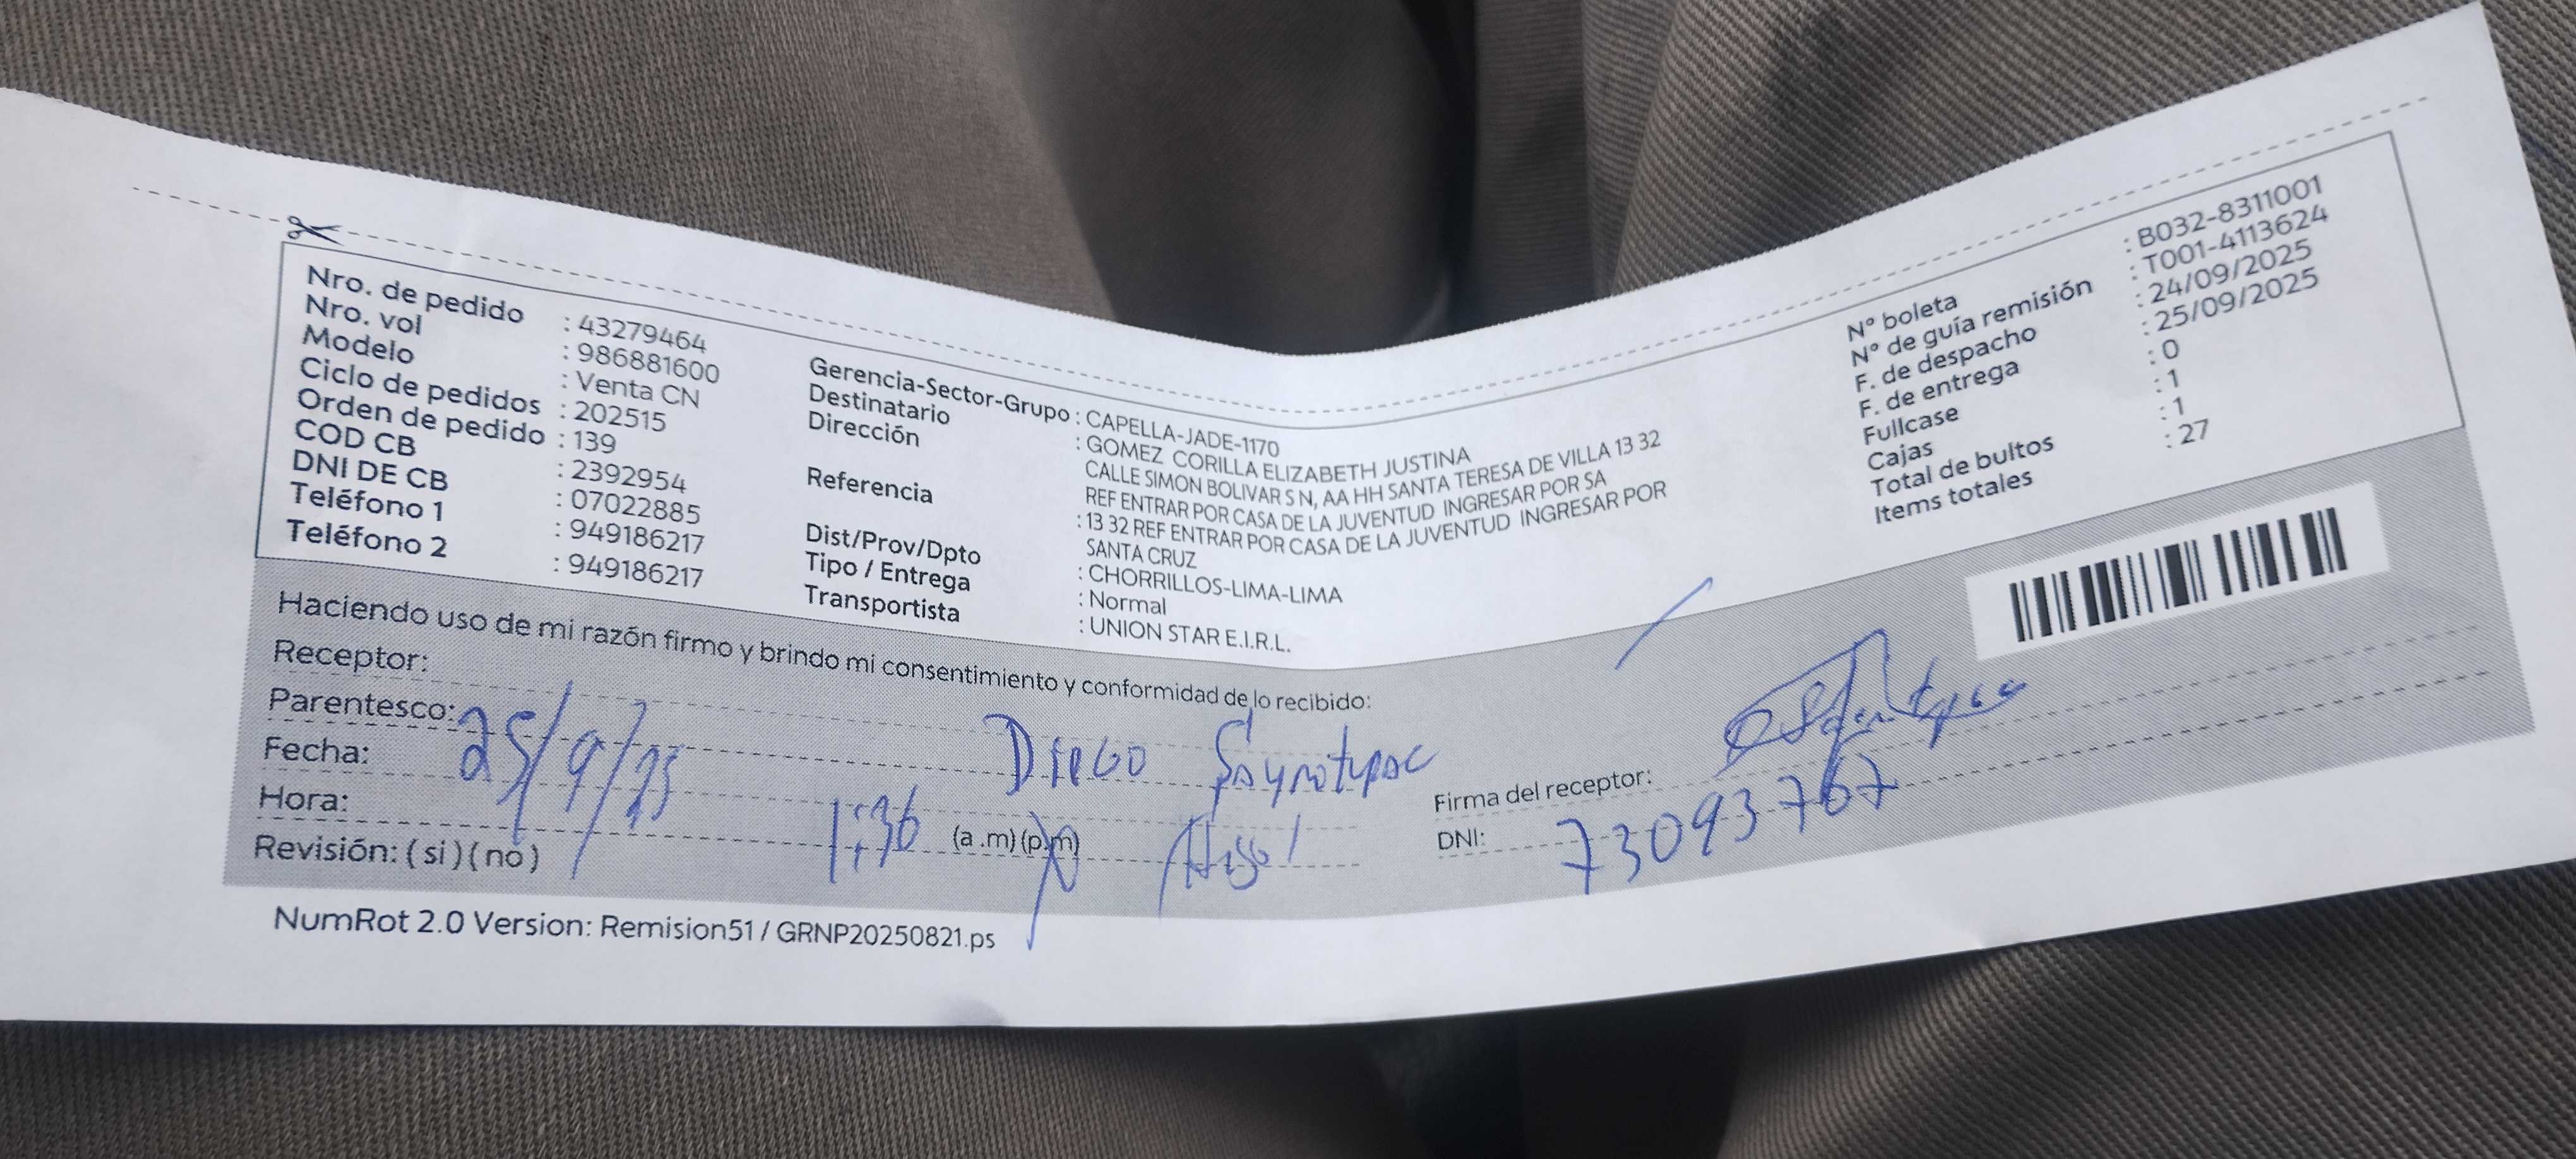 Nro. de pedido : 43279464
Nro. vol : 986881600
Modelo : Venta CN
Ciclo de pedidos : 202515
Orden de pedido : 139
COD CB : 2392954
DNI DE CB : 07022885
Teléfono 1 : 949186217
Teléfono 2 : 949186217
Gerencia-Sector-Grupo : CAPELLA-JADE-1170
Destinatario : GOMEZ CORILLA ELIZABETH JUSTINA
Dirección CALLE SIMON BOLIVAR S N, AA HH SANTA TERESA DE VILLA 13 32
REF ENTRAR POR CASA DE LA JUVENTUD INGRESAR POR SA
Referencia : 13 32 REF ENTRAR POR CASA DE LA JUVENTUD INGRESAR POR
SANTA CRUZ
Dist/Prov/Dpto : CHORRILLOS-LIMA-LIMA
Tipo / Entrega : Normal
Transportista : UNION STAR E.I.R.L.
N° boleta : B032-8311001
N° de guía remisión : T001-4113624
F. de despacho : 24/09/2025
F. de entrega : 25/09/2025
Fullcase : 0
Cajas : 1
Total de bultos : 1
Items totales : 27
Haciendo uso de mi razón firmo y brindo mi consentimiento y conformidad de lo recibido:
Receptor: Diego
Parentesco:
Fecha: 25/9/25
Hora: 1:36 (a .m) (p.m)
Revisión: ( si ) ( no )
Firma del receptor:
DNI: 73093767
NumRot 2.0 Version: Remision51 / GRNP20250821.ps